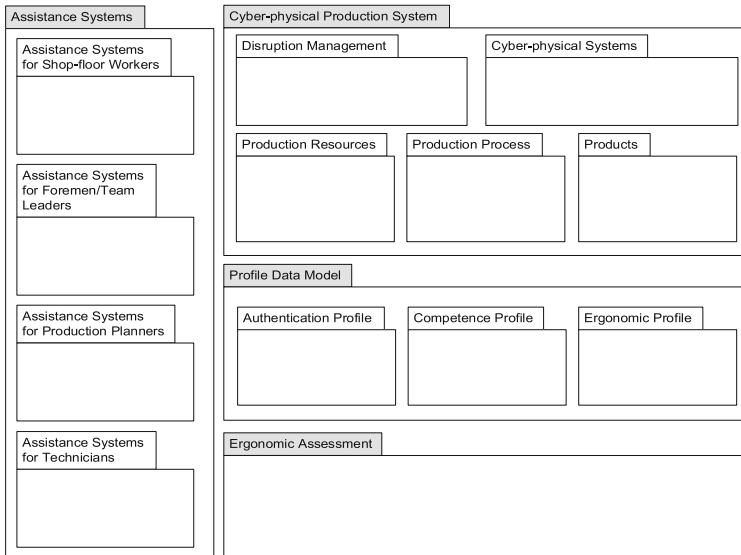 Assistance Systems
Assistance Systems
for Shop-floor Workers
Assistance Systems
for Foremen/Team
Leaders
Assistance Systems
for Production Planners
Assistance Systems
for Technicians
Cyber-physical Production System
Disruption Management
Cyber-physical Systems
Production Resources
Production Process
Products
Profile Data Model
Authentication Profile
Competence Profile
Ergonomic Profile
Ergonomic Assessment